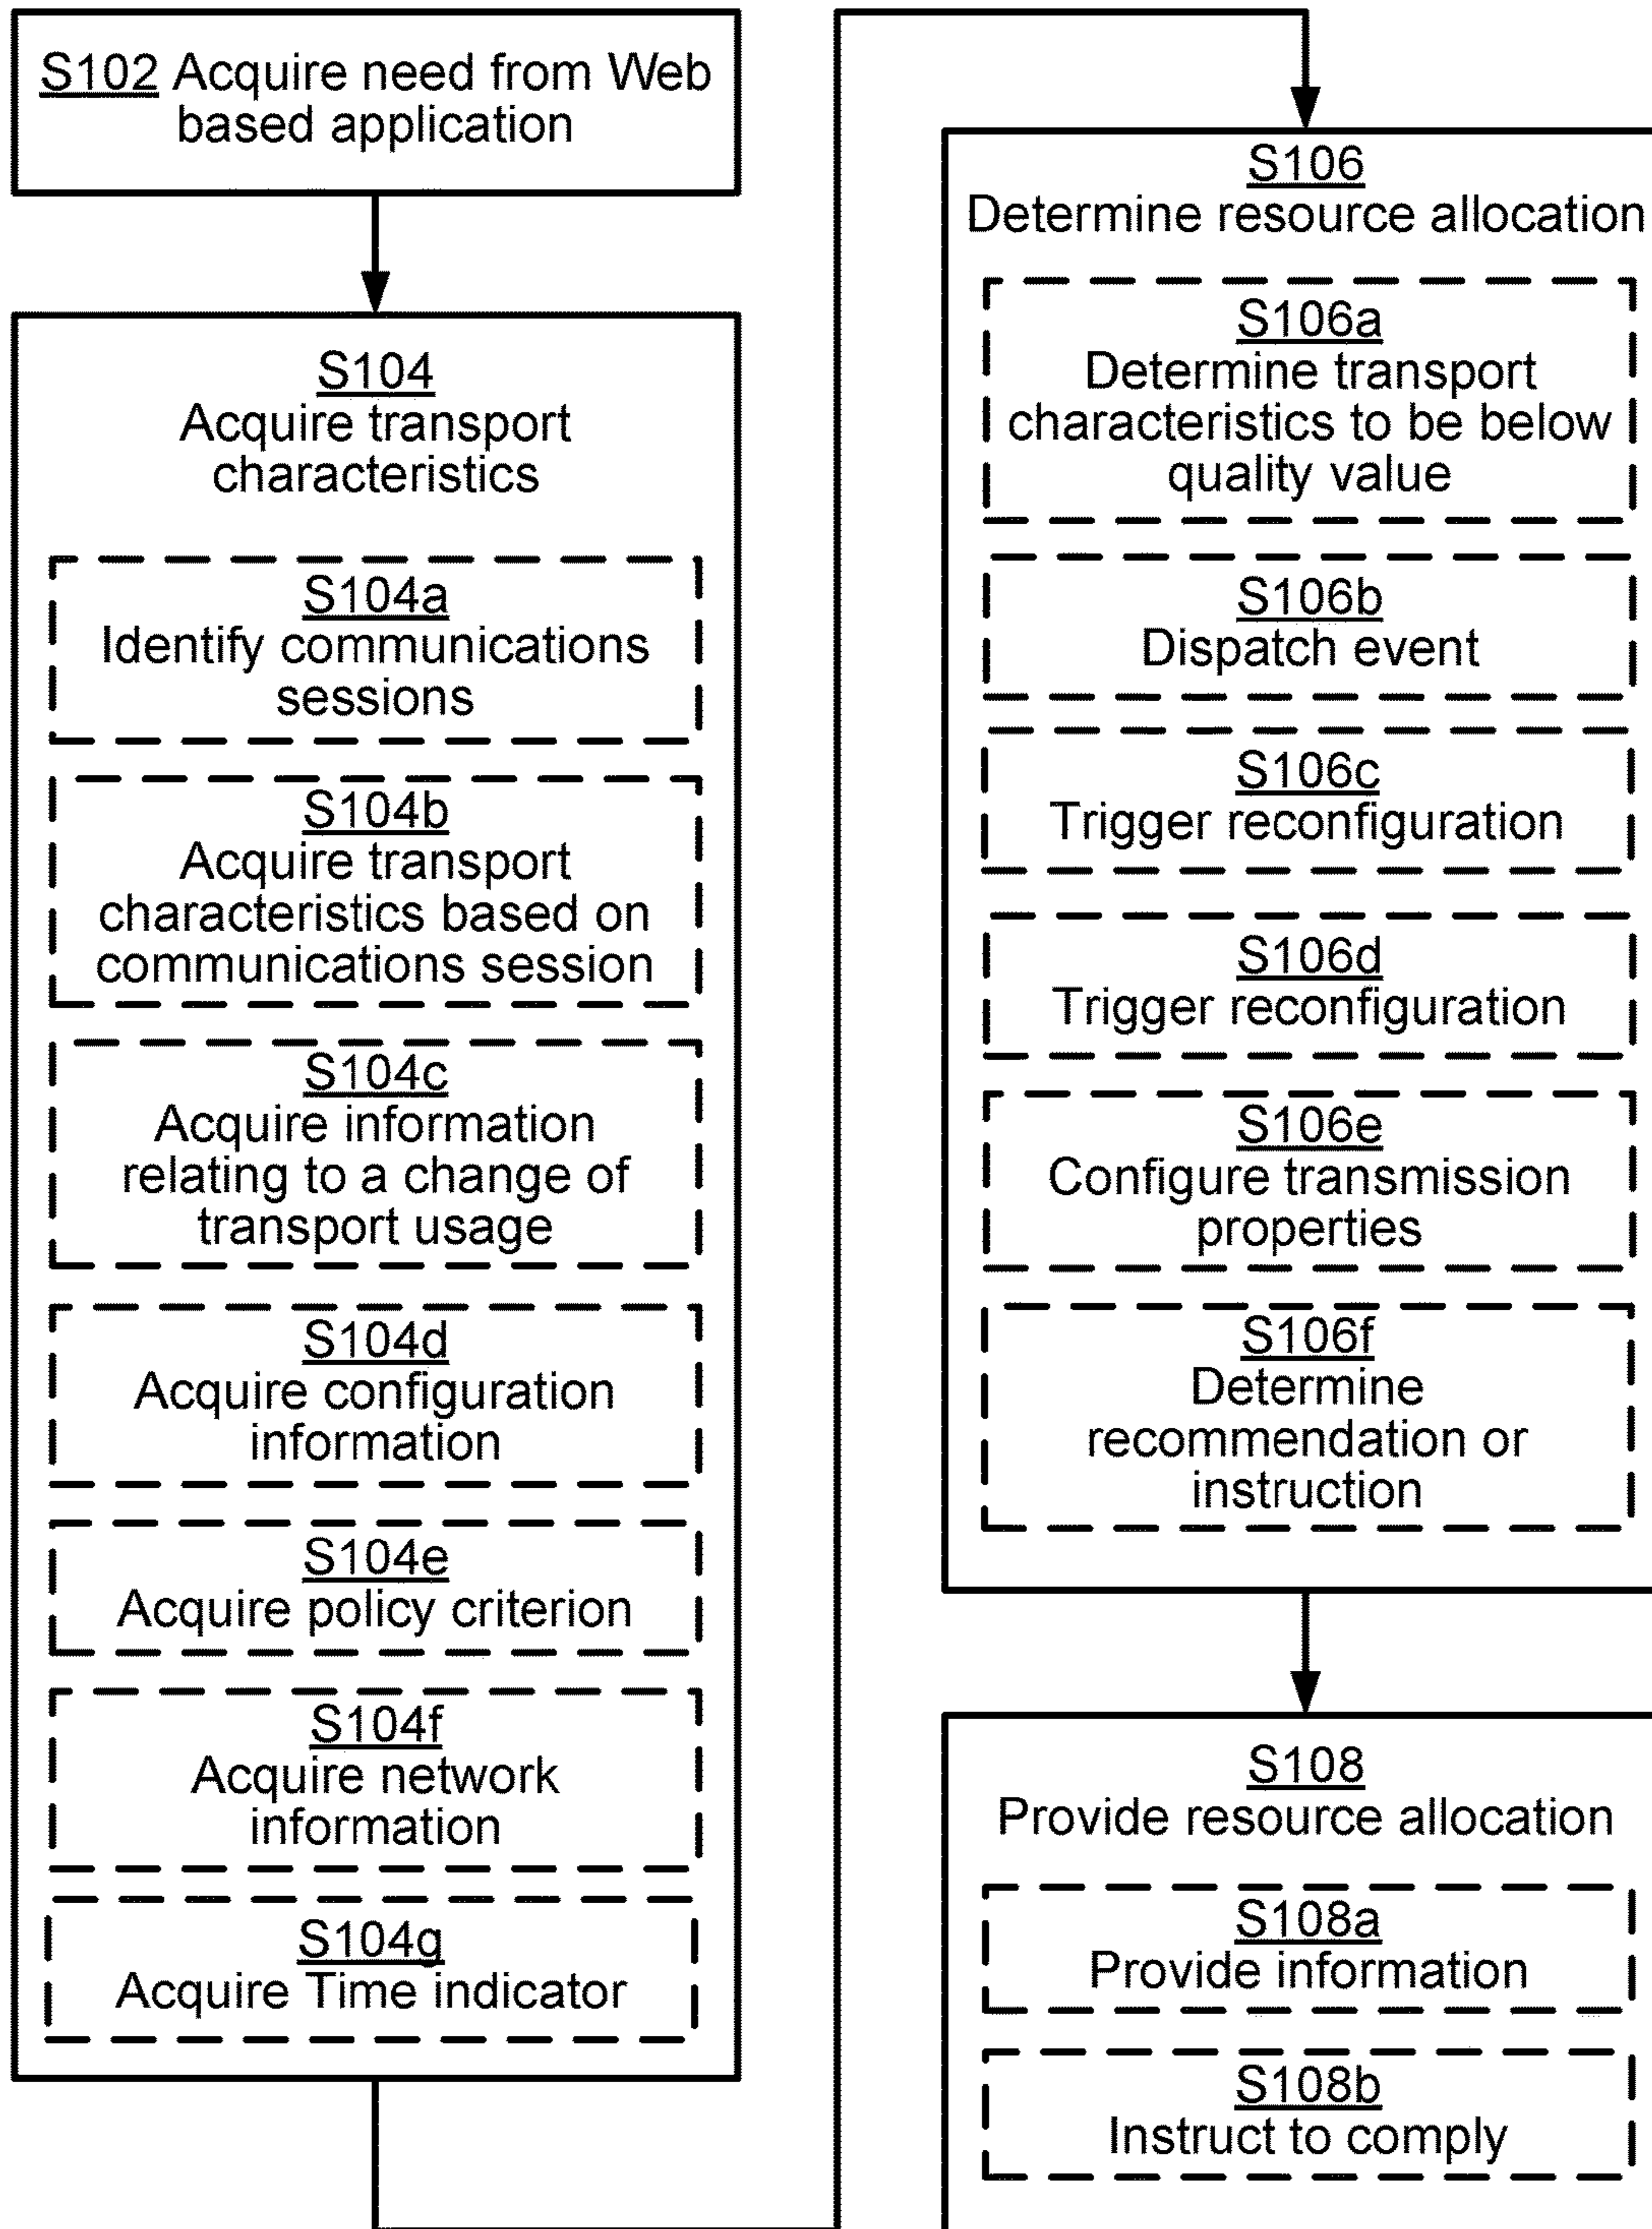 S102 Acquire need from Web
based application
S104
Acquire transport
characteristics
S104a
Identify communications
sessions
S104b
Acquire transport
characteristics based on
communications session
S104c
Acquire information
relating to a change of
transport usage
S104d
Acquire configuration
information
S104e
Acquire policy criterion
S104f
Acquire network
information
S104g
Acquire Time indicator
S106
Determine resource allocation
S106a
Determine transport
characteristics to be below
quality value
S106b
Dispatch event
S106c
Trigger reconfiguration
S106d
Trigger reconfiguration
S106e
Configure transmission
properties
S106f
Determine
recommendation or
instruction
S108
Provide resource allocation
S108a
Provide information
S108b
Instruct to comply